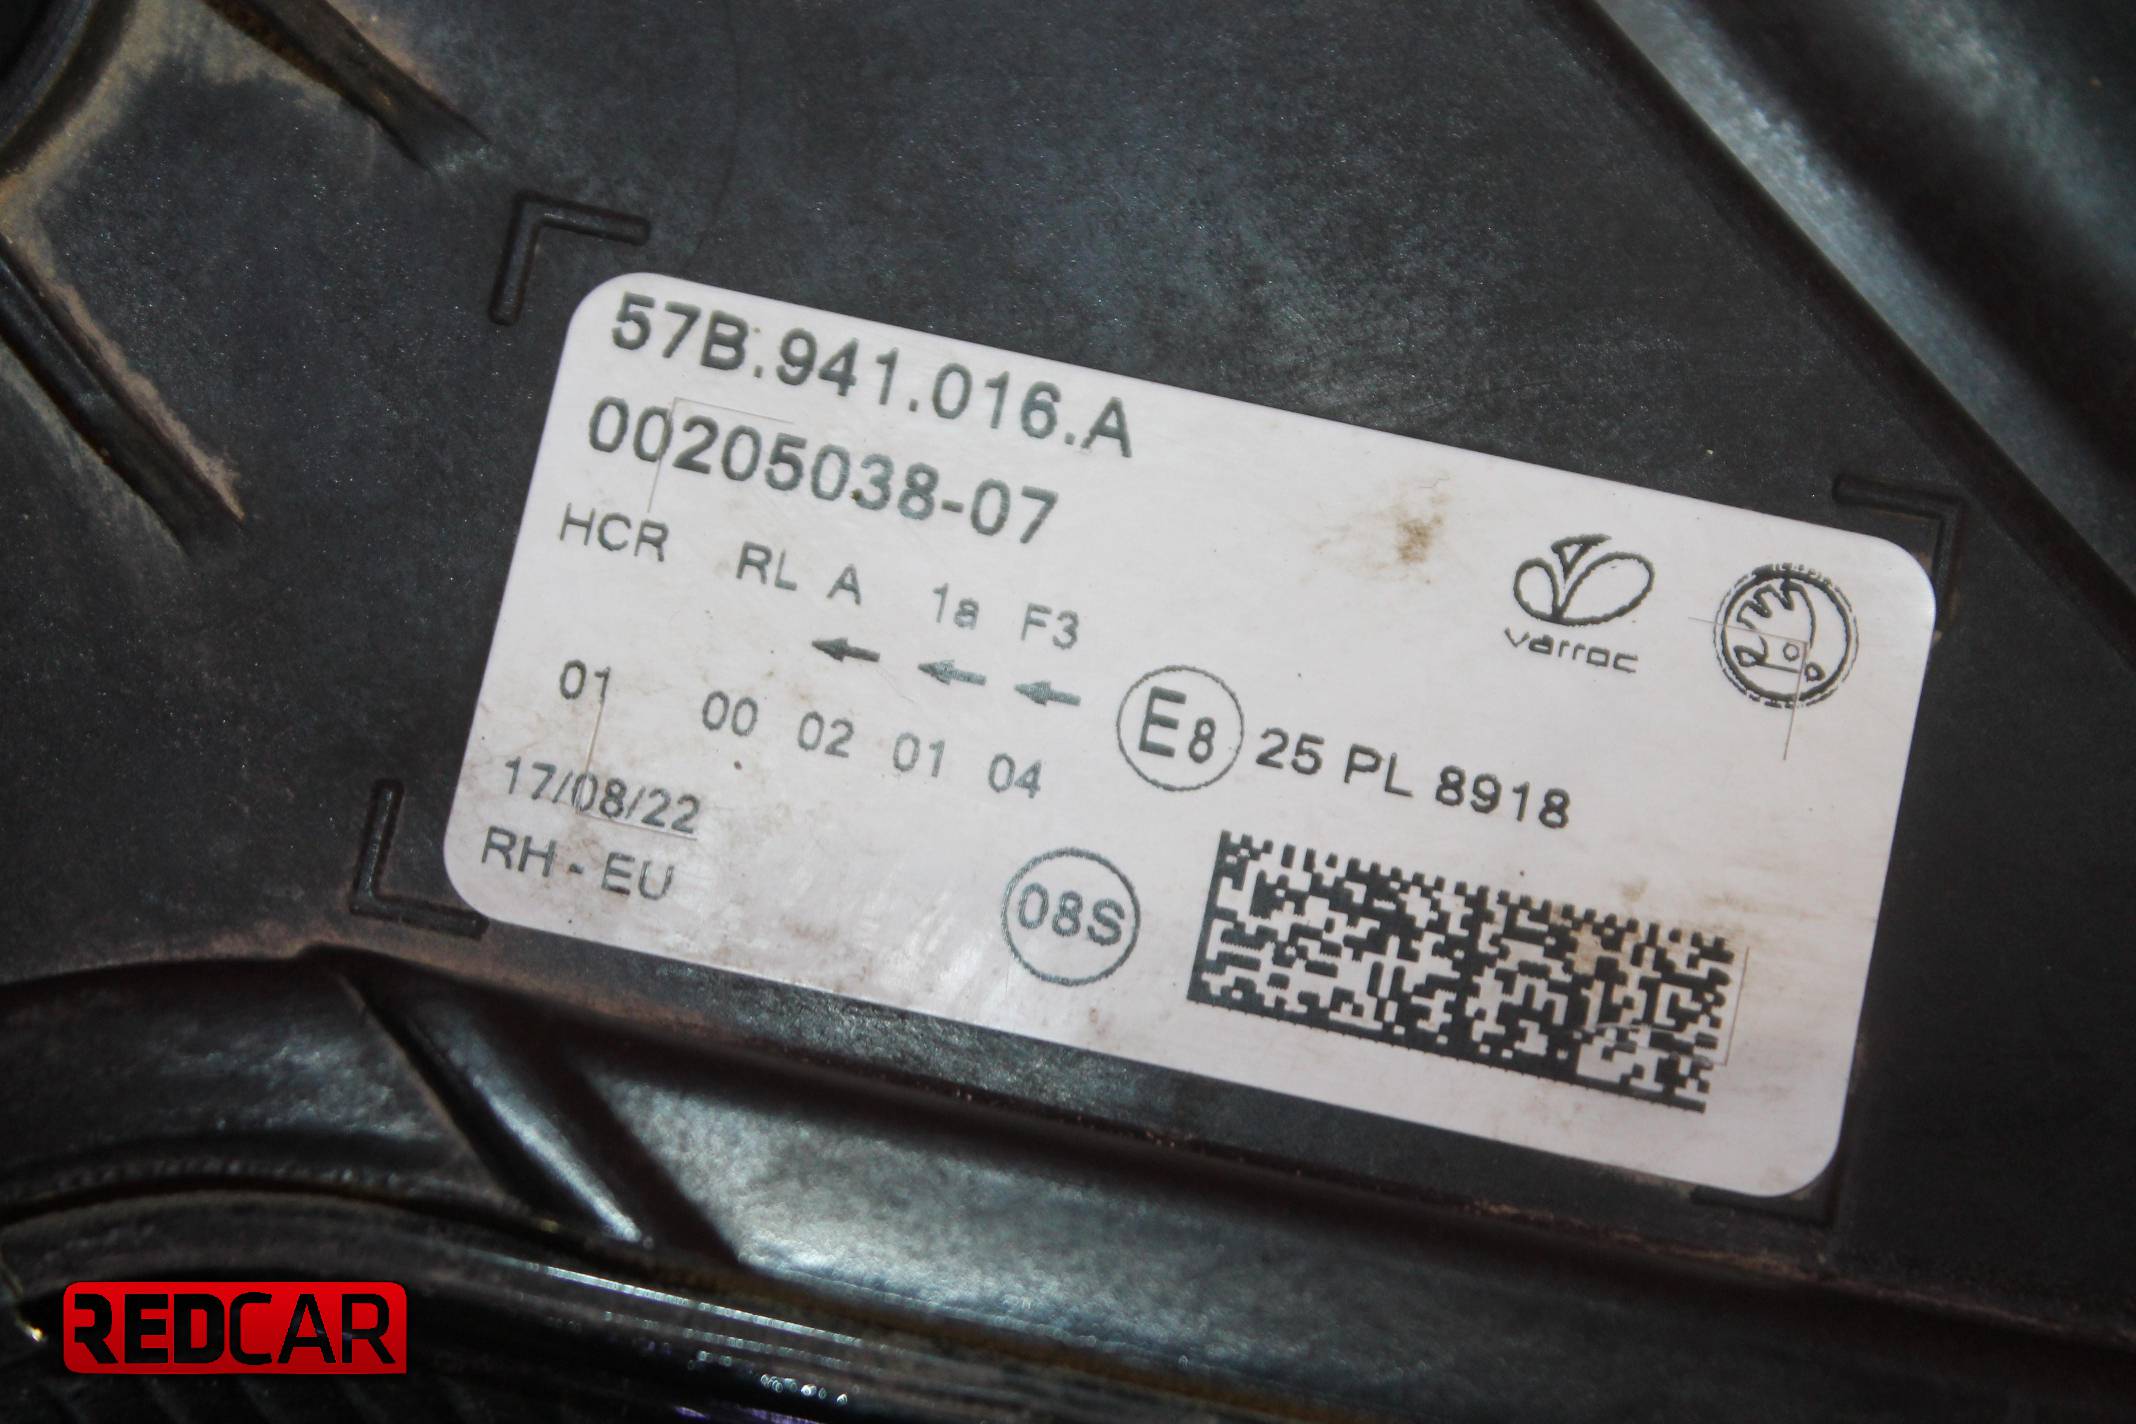 57B.941.016.A
00205038-07
HCR RL A 1a F3
01 00 02 01 04
E8 25 PL 8918
17/08/22
RH - EU
08S
varroc
REDCAR